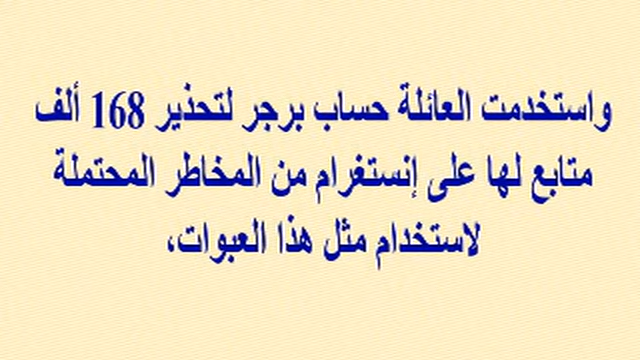 واستخدمت العائلة حساب برجر لتحذير 168 ألف
متابع لها على إنستغرام من المخاطر المحتملة
لاستخدام مثل هذا العبوات،